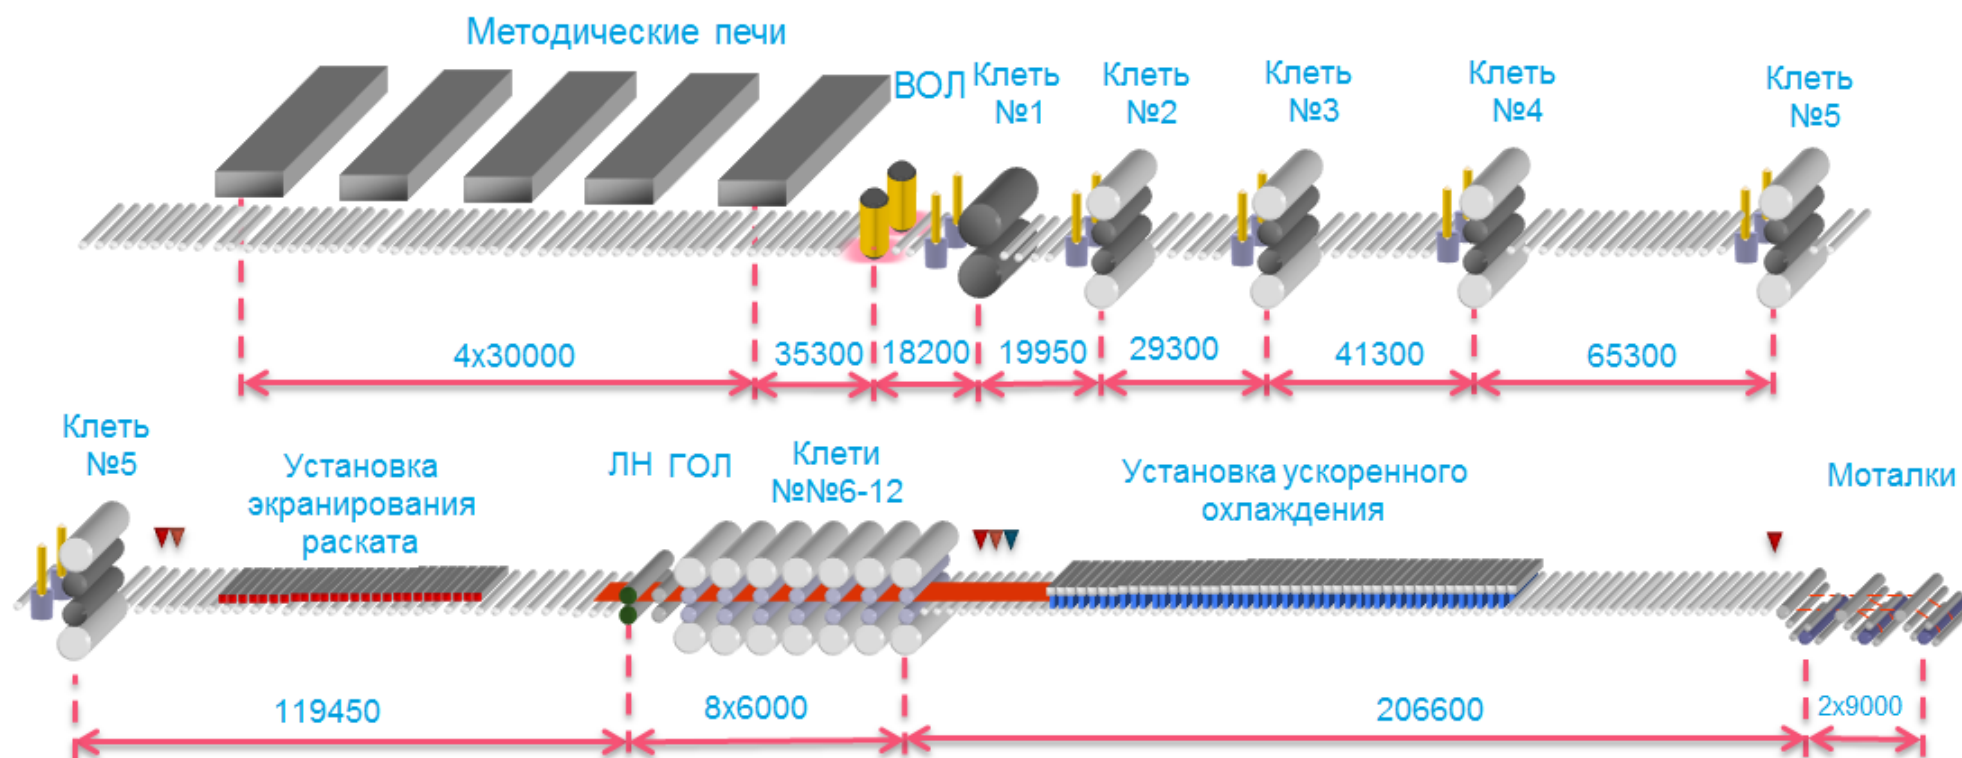 Методические печи
ВОЛ
Клеть
№1
Клеть
№2
Клеть
№3
Клеть
№4
Клеть
№5
4x30000
35300
18200
19950
29300
41300
65300
Клеть
№5
Установка
экранирования
раската
ЛН
ГОЛ
Клети
№№6-12
Установка ускоренного
охлаждения
Моталки
119450
8x6000
206600
2x9000